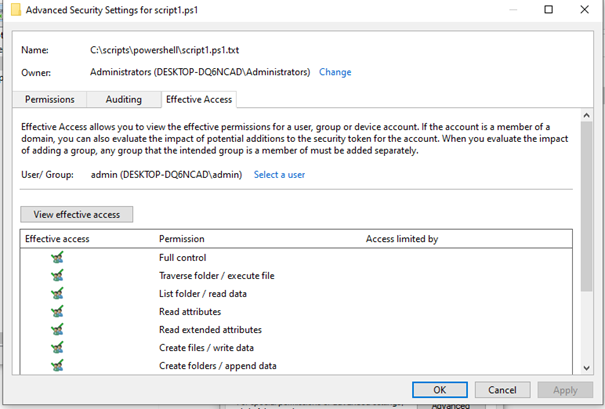 Advanced Security Settings for script1.ps1
Name: C:\scripts\powershell\script1.ps1.txt
Owner: Administrators (DESKTOP-DQ6NCAD\Administrators) Change
Permissions Auditing Effective Access
Effective Access allows you to view the effective permissions for a user, group or device account. If the account is a member of a
domain, you can also evaluate the impact of potential additions to the security token for the account. When you evaluate the impact
of adding a group, any group that the intended group is a member of must be added separately.
User/ Group: admin (DESKTOP-DQ6NCAD\admin) Select a user
View effective access
Effective access Permission Access limited by
Full control
Traverse folder / execute file
List folder / read data
Read attributes
Read extended attributes
Create files / write data
Create folders / append data
OK Cancel Apply
Advanced